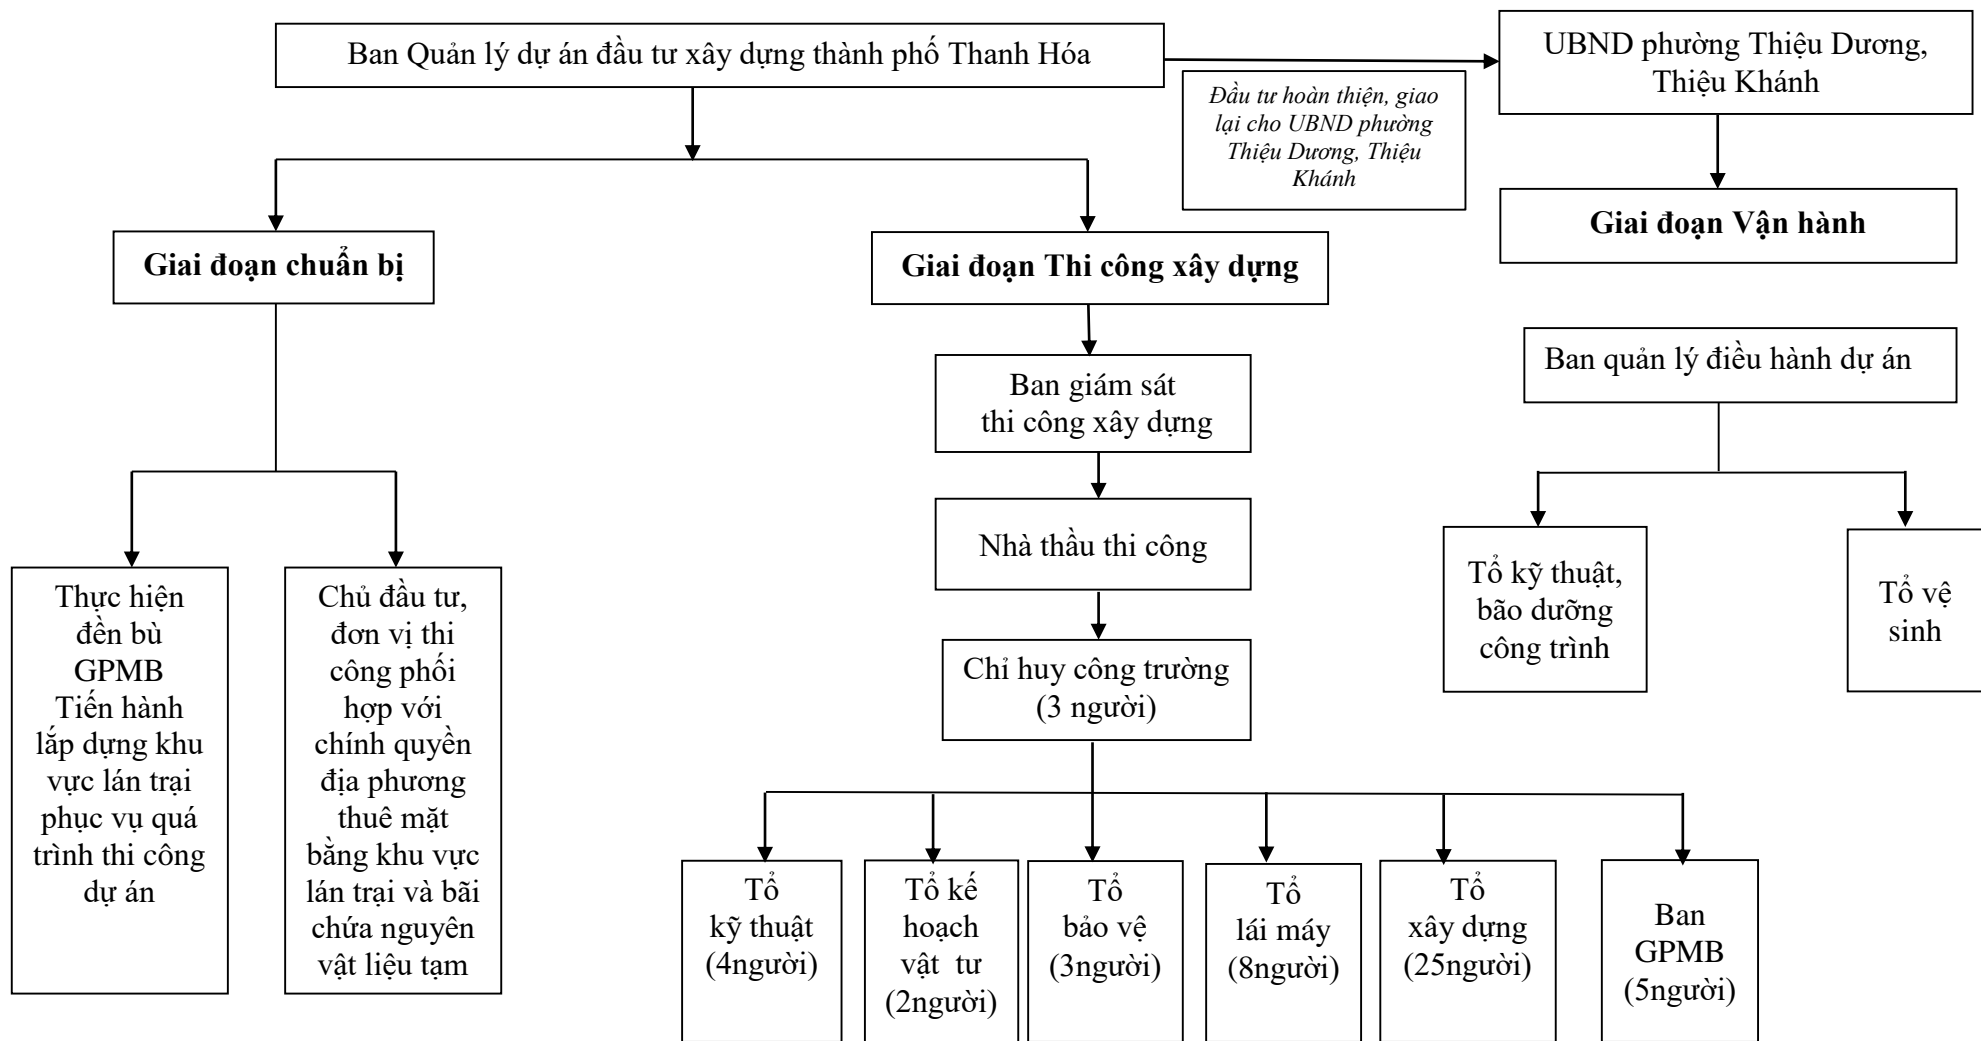 Ban Quản lý dự án đầu tư xây dựng thành phố Thanh Hóa
UBND phường Thiệu Dương,
Thiệu Khánh
Đầu tư hoàn thiện, giao
lại cho UBND phường
Thiệu Dương, Thiệu
Khánh
Giai đoạn chuẩn bị
Giai đoạn Thi công xây dựng
Giai đoạn Vận hành
Ban giám sát
thi công xây dựng
Ban quản lý điều hành dự án
Nhà thầu thi công
Tổ kỹ thuật,
bão dưỡng
công trình
Tổ vệ
sinh
Thực hiện
đền bù
GPMB
Tiến hành
lắp dựng khu
vực lán trại
phục vụ quá
trình thi công
dự án
Chủ đầu tư,
đơn vị thi
công phối
hợp với
chính quyền
địa phương
thuê mặt
bằng khu vực
lán trại và bãi
chứa nguyên
vật liệu tạm
Chỉ huy công trường
(3 người)
Tổ
kỹ thuật
(4người)
Tổ kế
hoạch
vật  tư
(2người)
Tổ
bảo vệ
(3người)
Tổ
lái máy
(8người)
Tổ
xây dựng
(25người)
Ban
GPMB
(5người)